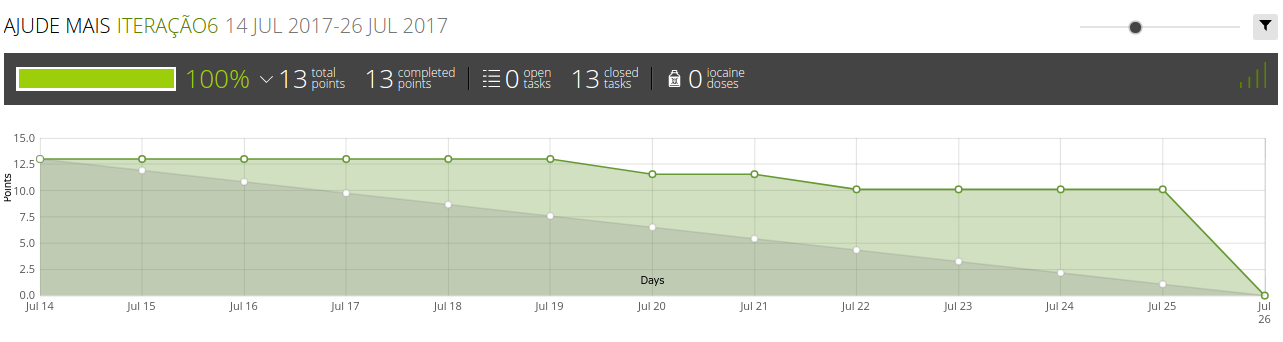 AJUDE MAIS ITERAÇÃO6 14 JUL 2017-26 JUL 2017
100% 13 total points 13 completed points 0 open tasks 13 closed tasks 0 iocaine doses
15.0
12.5
10.0
7.5
5.0
2.5
0.0
Points
Days
Jul 14 Jul 15 Jul 16 Jul 17 Jul 18 Jul 19 Jul 20 Jul 21 Jul 22 Jul 23 Jul 24 Jul 25 Jul 26